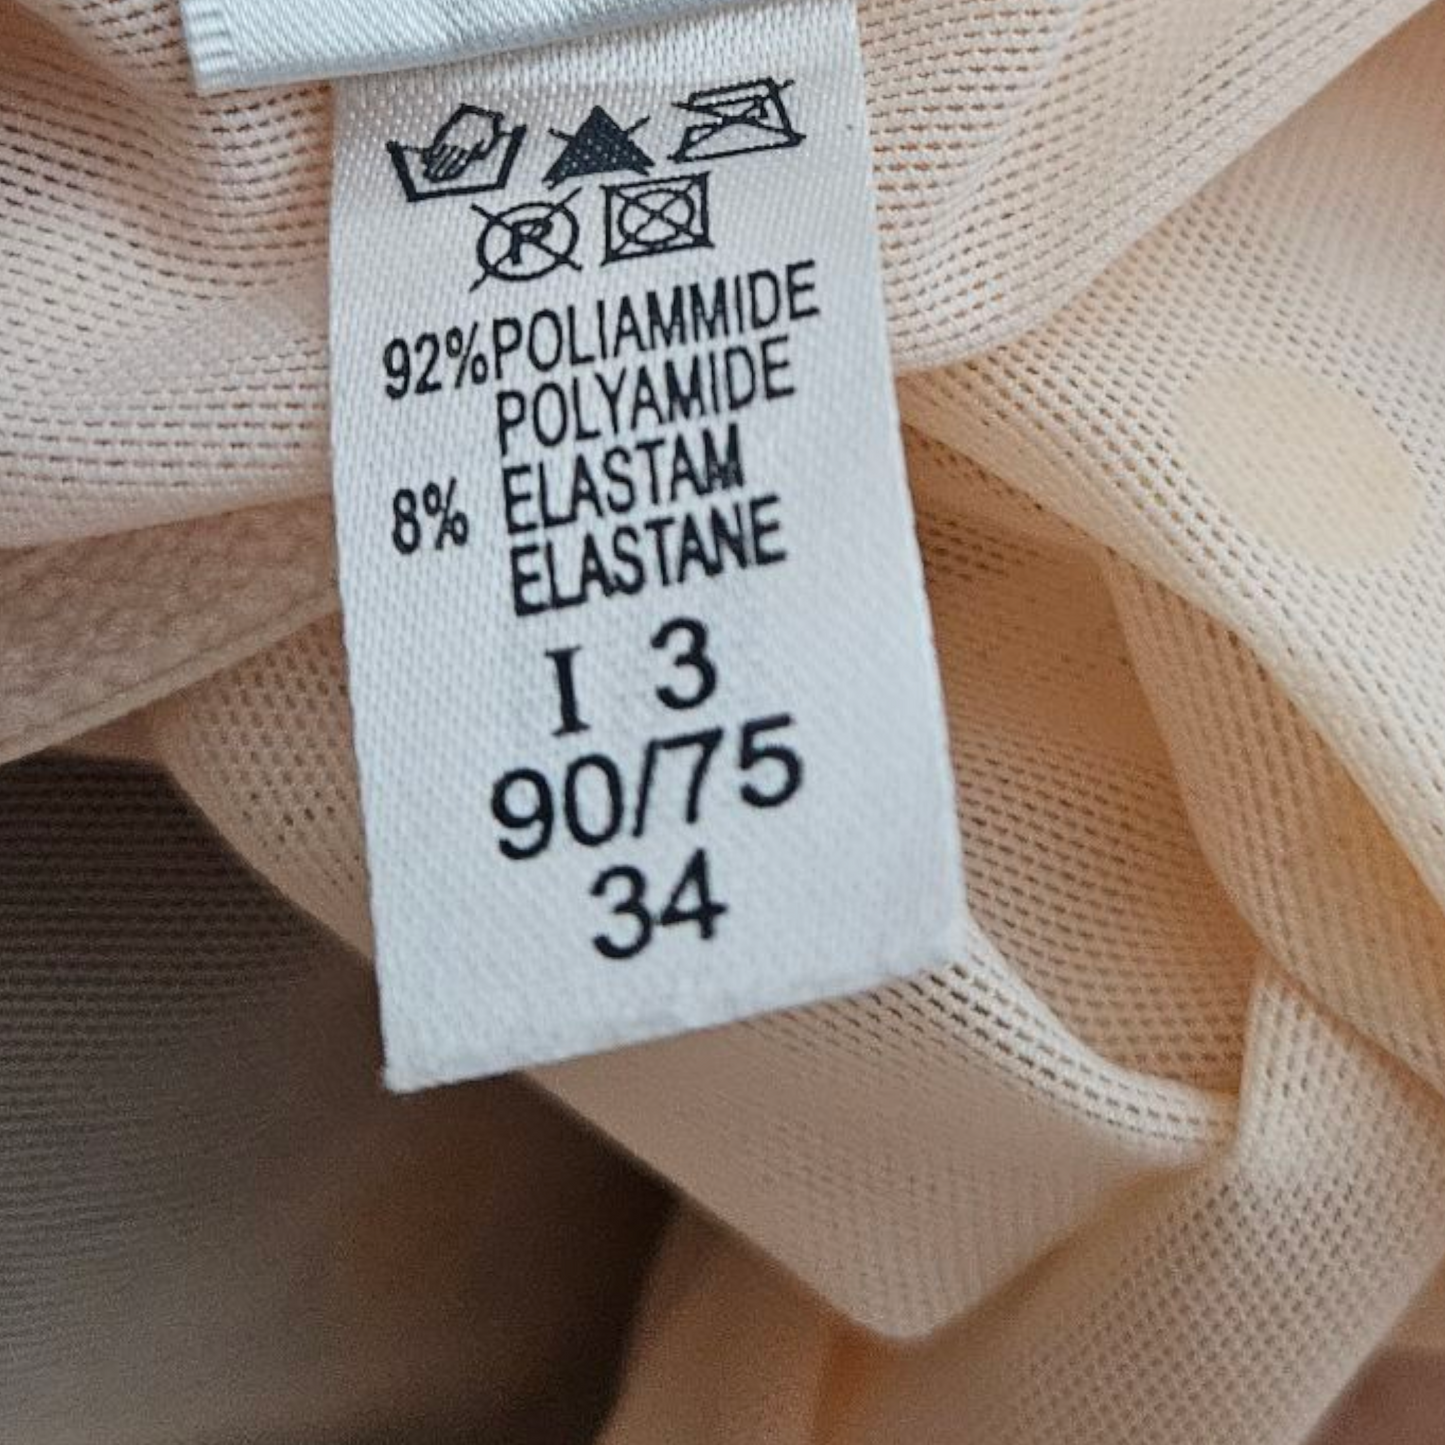 92% POLIAMMIDE
POLYAMIDE
8% ELASTAM
ELASTANE
I 3
90/75
34